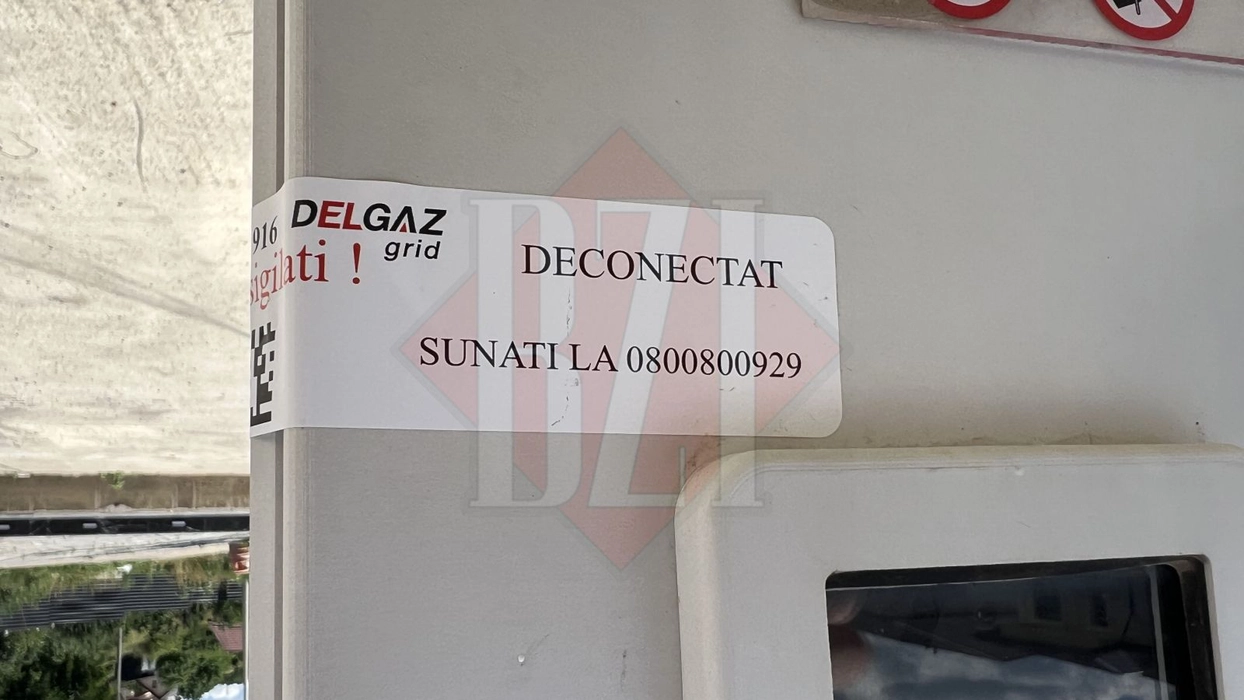 916
DELGAZ
grid
sigilati !
DECONECTAT
SUNATI LA 0800800929
BZI